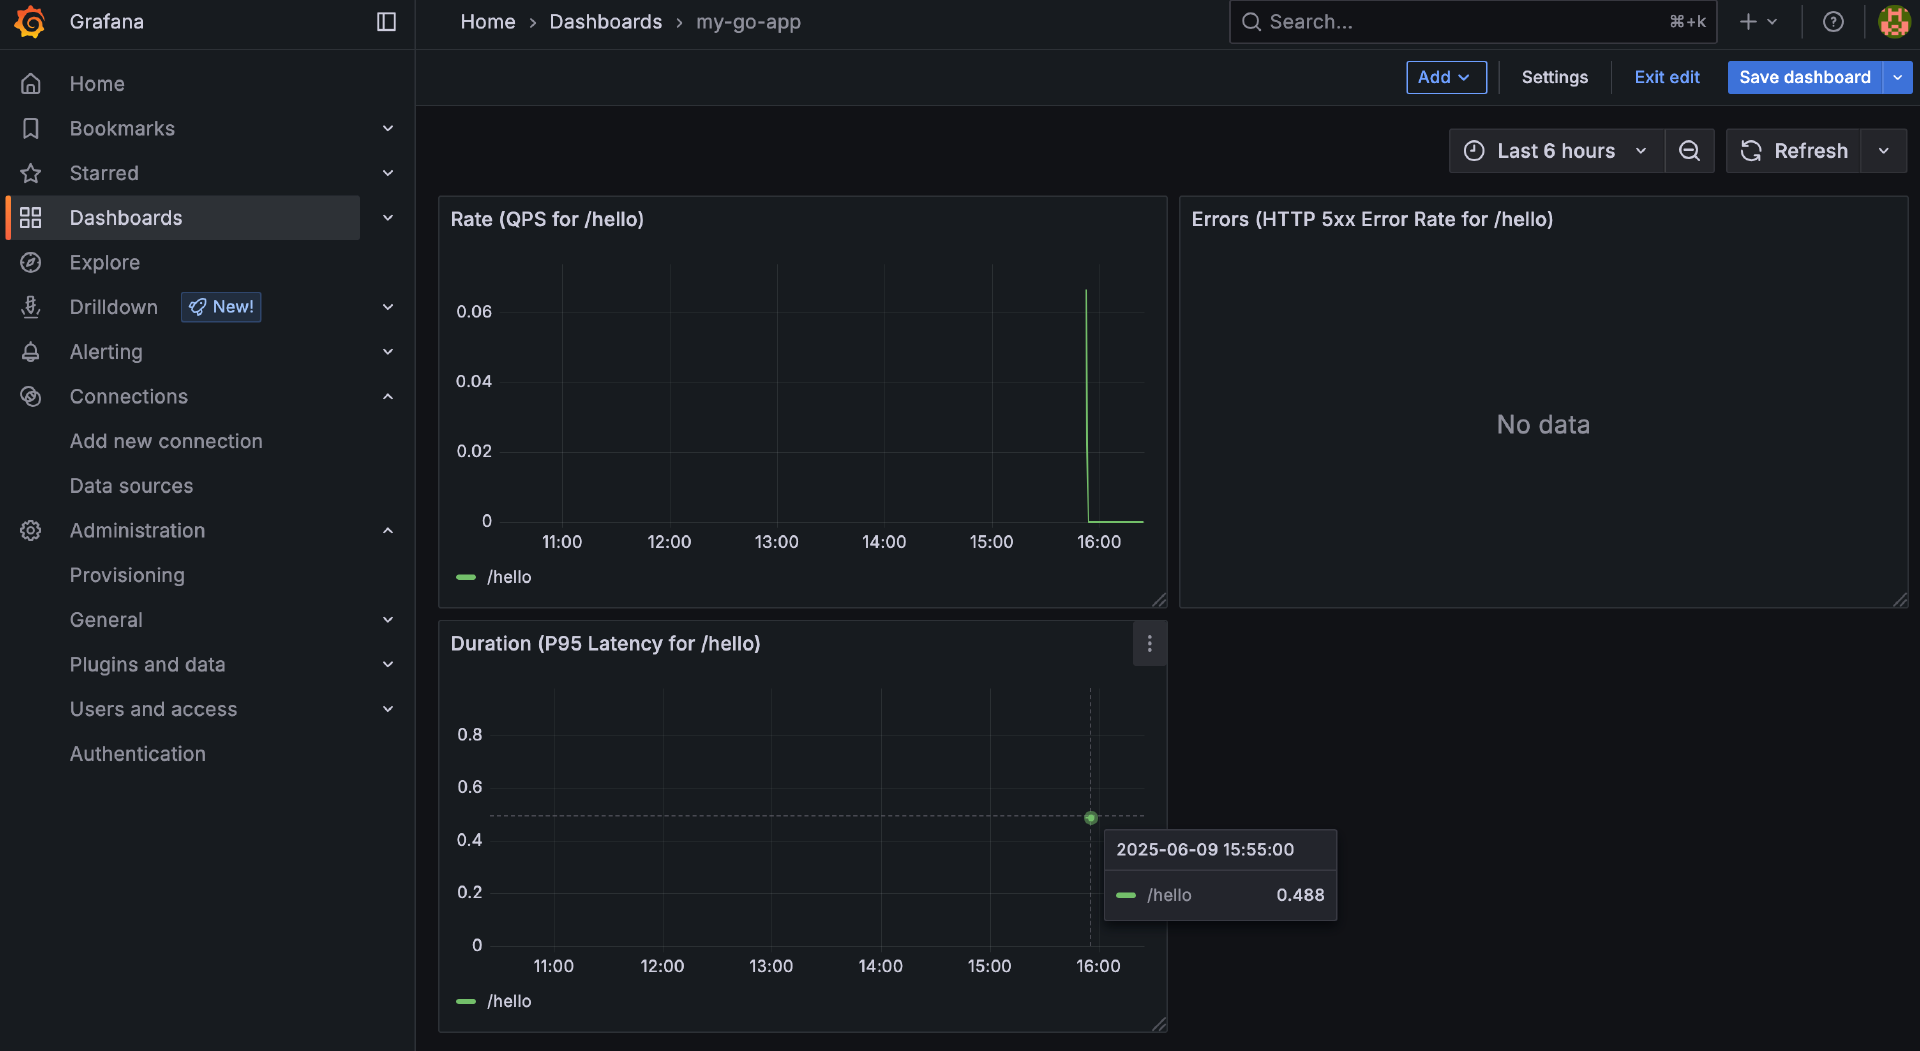 Grafana
Home
Dashboards
my-go-app
Search...
⌘+k
Add
Settings
Exit edit
Save dashboard
Home
Bookmarks
Starred
Dashboards
Explore
Drilldown
New!
Alerting
Connections
Add new connection
Data sources
Administration
Provisioning
General
Plugins and data
Users and access
Authentication
Last 6 hours
Refresh
Rate (QPS for /hello)
0.06
0.04
0.02
0
11:00 12:00 13:00 14:00 15:00 16:00
/hello
Errors (HTTP 5xx Error Rate for /hello)
No data
Duration (P95 Latency for /hello)
0.8
0.6
0.4
0.2
0
11:00 12:00 13:00 14:00 15:00 16:00
/hello
2025-06-09 15:55:00
/hello 0.488